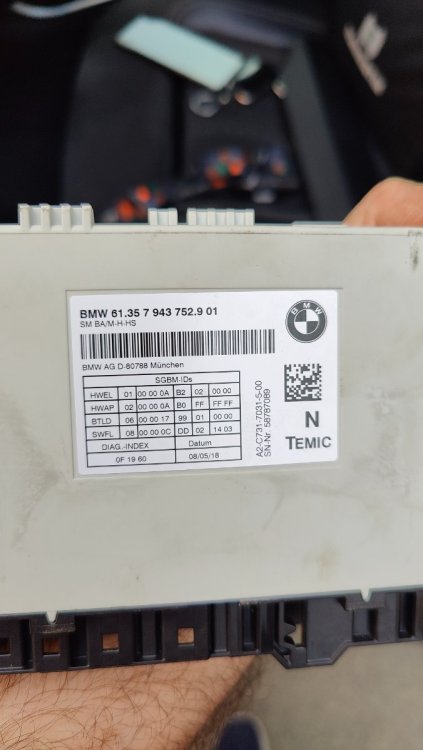 BMW 61.35 7 943 752.9 01
SM BA/M-H-HS
BMW AG D-80788 München
SGBM-IDs
HWEL 01 00 00 0A B2 02 00 00
HWAP 02 00 00 0A B0 FF FF FF
BTLD 06 00 00 17 99 01 00 00
SWFL 08 00 00 0C DD 02 14 03
DIAG.-INDEX Datum
0F 19 60 08/05/18
BMW
N
TEMIC
A2-C731-7031-5-00
S/N-Nr 56787089